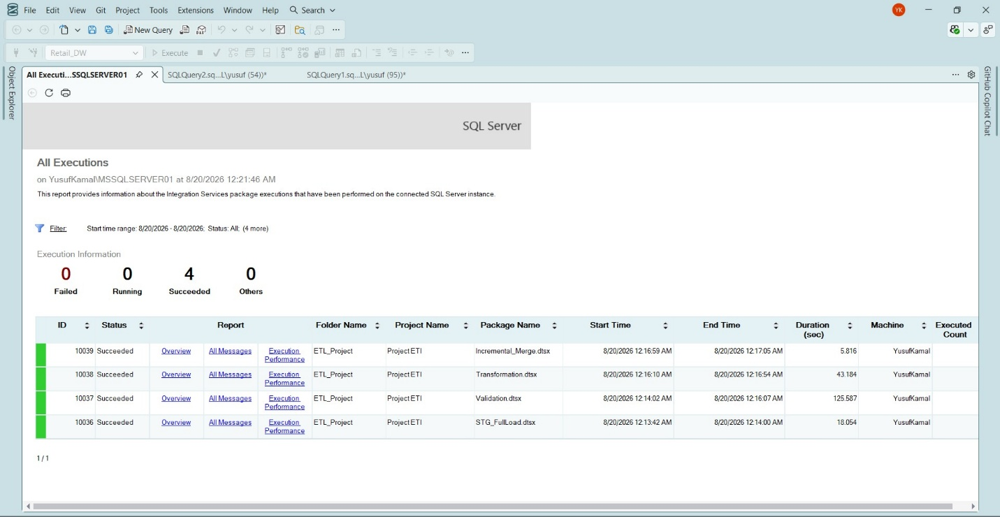 File Edit View Git Project Tools Extensions Window Help Search YK
New Query DAX
Retail_DW Execute
All Executi...SSQLSERVER01 SQLQuery2.sq...L\yusuf (54))* SQLQuery1.sq...L\yusuf (95))*
Object Explorer
GitHub Copilot Chat
SQL Server
All Executions
on YusufKamal\MSSQLSERVER01 at 8/20/2026 12:21:46 AM
This report provides information about the Integration Services package executions that have been performed on the connected SQL Server instance.
Filter: Start time range: 8/20/2026 - 8/20/2026; Status: All; (4 more)
Execution Information
0 0 4 0
Failed Running Succeeded Others
ID Status Report Folder Name Project Name Package Name Start Time End Time Duration (sec) Machine Executed Count
10039 Succeeded Overview All Messages Execution Performance ETL_Project Project ETl Incremental_Merge.dtsx 8/20/2026 12:16:59 AM 8/20/2026 12:17:05 AM 5.816 YusufKamal
10038 Succeeded Overview All Messages Execution Performance ETL_Project Project ETl Transformation.dtsx 8/20/2026 12:16:10 AM 8/20/2026 12:16:54 AM 43.184 YusufKamal
10037 Succeeded Overview All Messages Execution Performance ETL_Project Project ETl Validation.dtsx 8/20/2026 12:14:02 AM 8/20/2026 12:16:07 AM 125.587 YusufKamal
10036 Succeeded Overview All Messages Execution Performance ETL_Project Project ETl STG_FullLoad.dtsx 8/20/2026 12:13:42 AM 8/20/2026 12:14:00 AM 18.054 YusufKamal
1 / 1